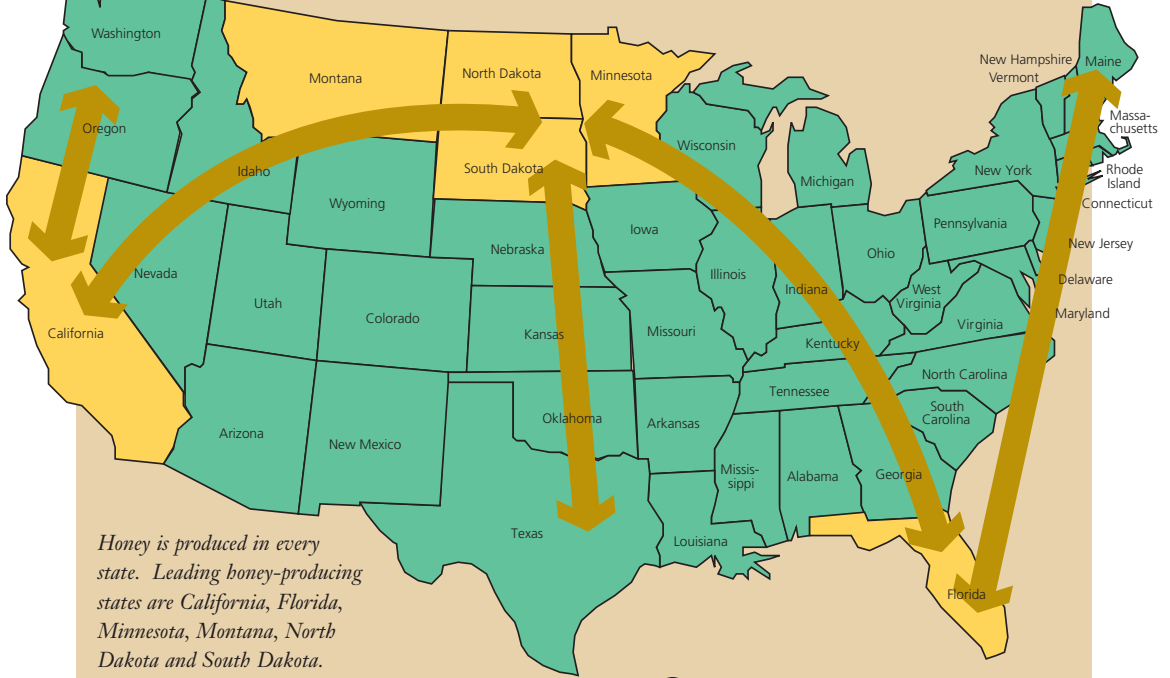 Washington
Montana
North Dakota
Minnesota
New Hampshire
Vermont
Maine
Oregon
Idaho
South Dakota
Wisconsin
Michigan
New York
Massa-
chusetts
Rhode
Island
Connecticut
Wyoming
Iowa
Pennsylvania
New Jersey
Nevada
Utah
Colorado
Nebraska
Illinois
Indiana
Ohio
West
Virginia
Virginia
Delaware
Maryland
California
Kansas
Missouri
Kentucky
North Carolina
Tennessee
South
Carolina
Arizona
New Mexico
Oklahoma
Arkansas
Missis-
sippi
Alabama
Georgia
Texas
Louisiana
Florida
Honey is produced in every
state. Leading honey-producing
states are California, Florida,
Minnesota, Montana, North
Dakota and South Dakota.